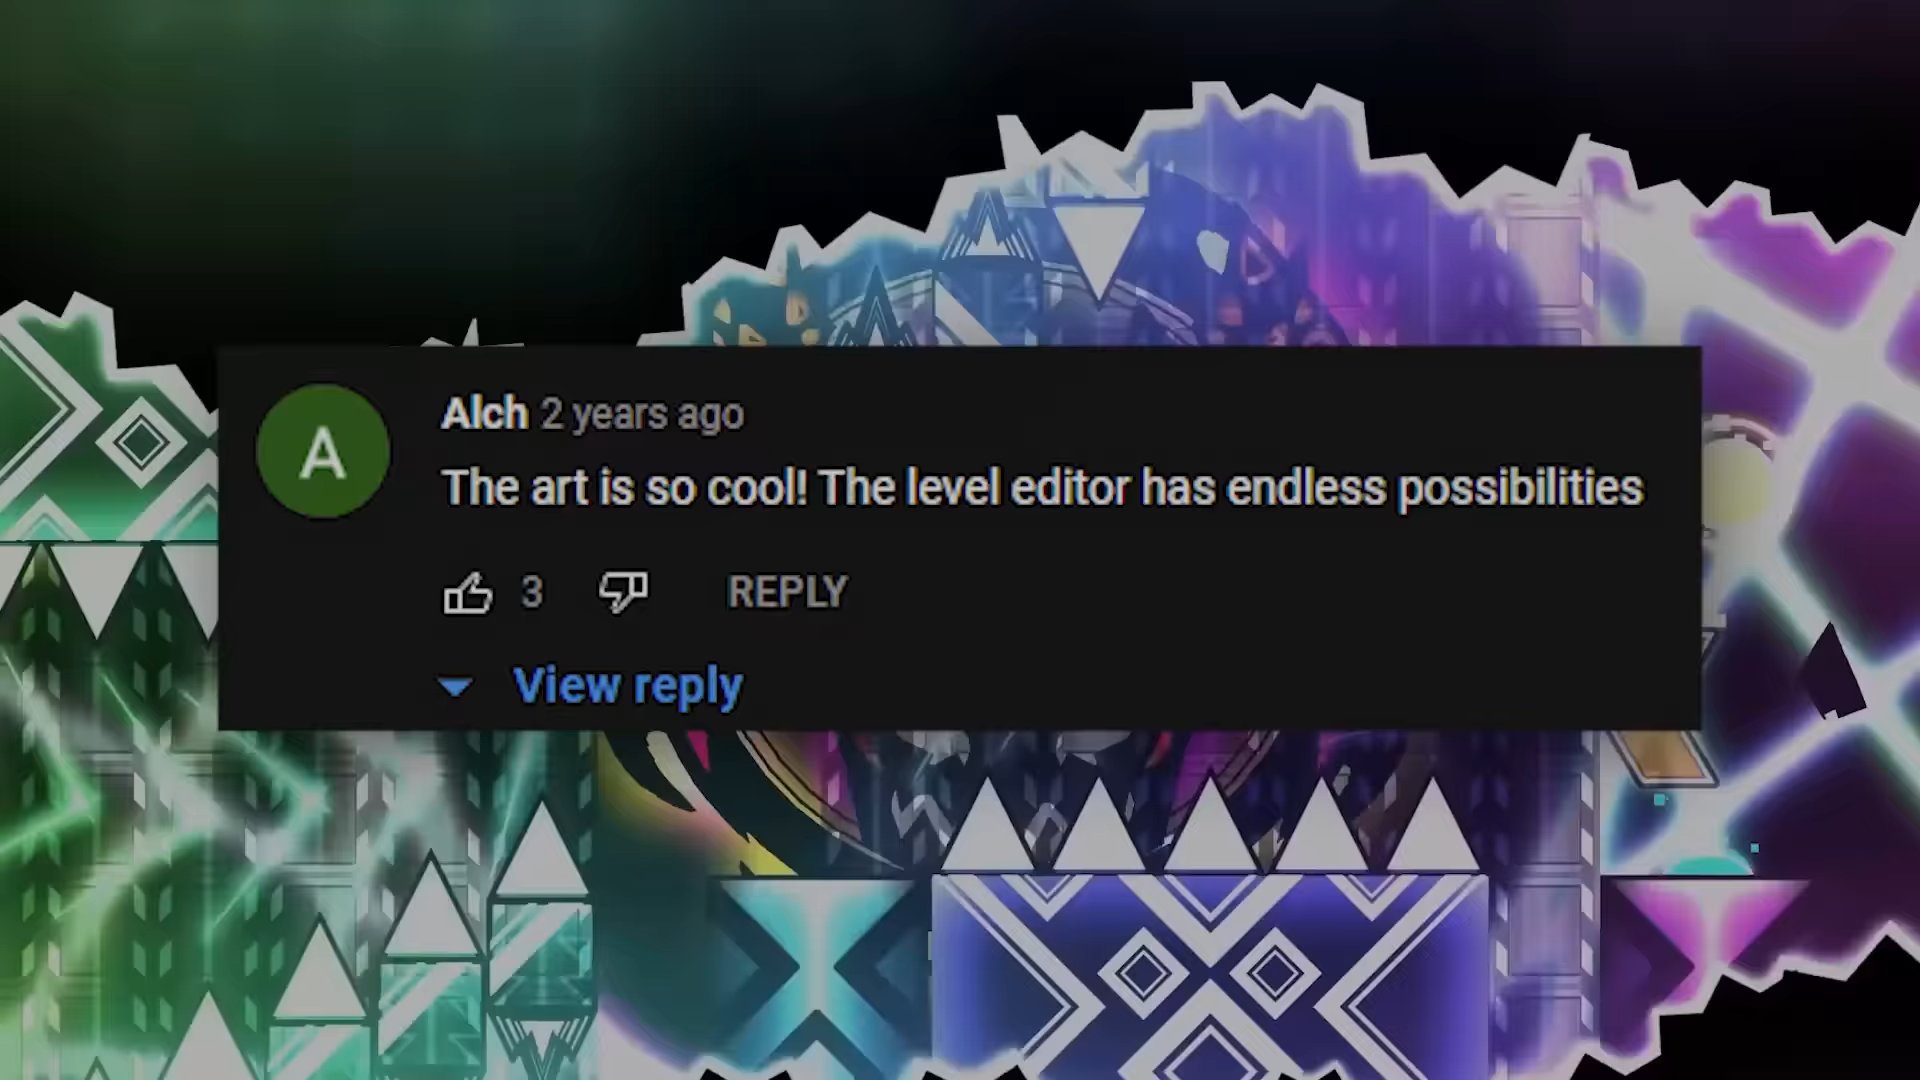 A
Alch 2 years ago
The art is so cool! The level editor has endless possibilities
3 REPLY
View reply